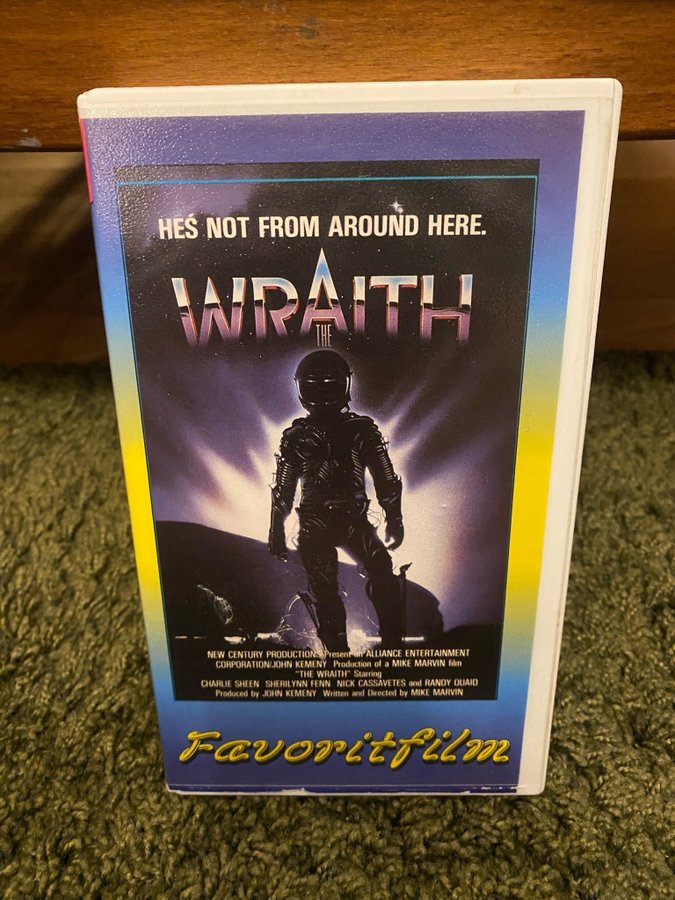 HE'S NOT FROM AROUND HERE.
WRAITH
THE
NEW CENTURY PRODUCTIONS Present an ALLIANCE ENTERTAINMENT
CORPORATION/JOHN KEMENY Production of a MIKE MARVIN film
"THE WRAITH" Starring
CHARLIE SHEEN SHERILYNN FENN NICK CASSAVETES and RANDY QUAID
Produced by JOHN KEMENY Written and Directed by MIKE MARVIN
Favoritfilm